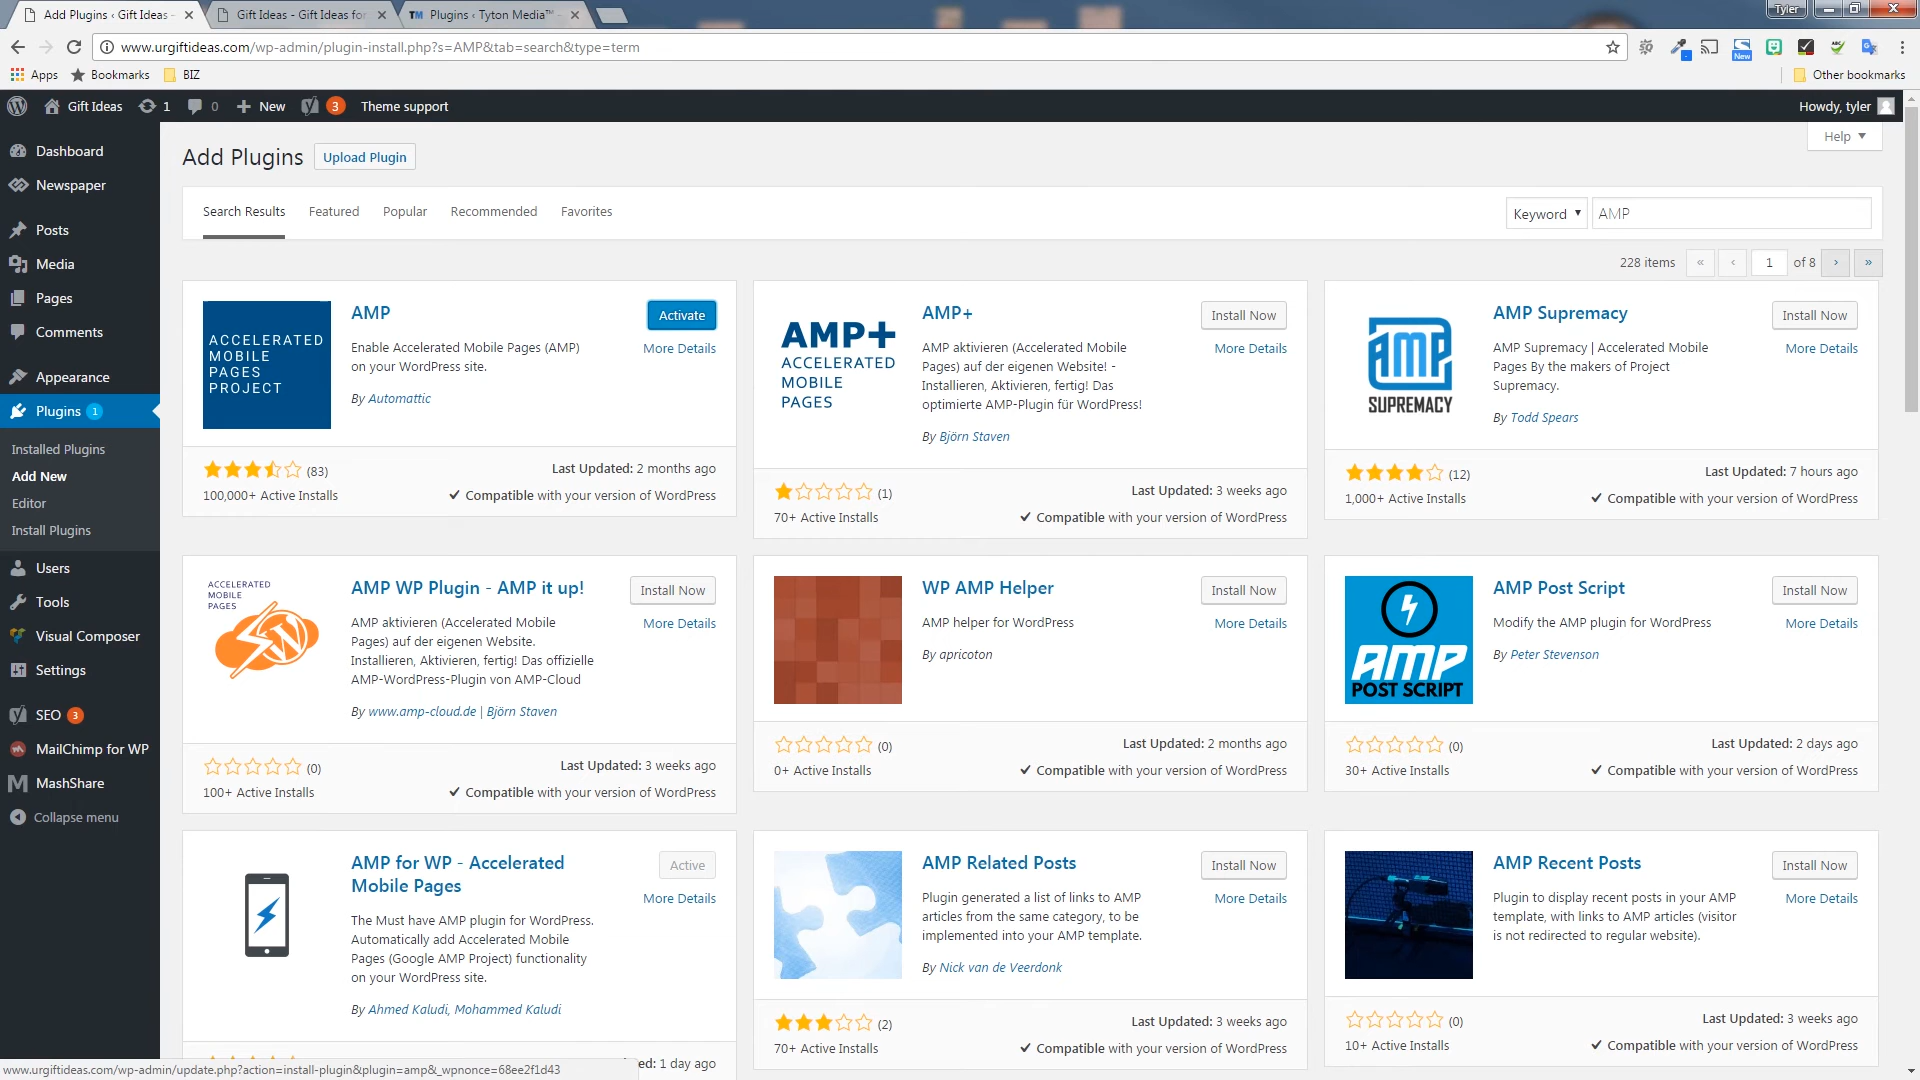 Add Plugins ‹ Gift Ideas -
Gift Ideas - Gift Ideas for
TM Plugins ‹ Tyton Media™ -
Tyler
www.urgiftideas.com/wp-admin/plugin-install.php?s=AMP&tab=search&type=term
New
Apps
Bookmarks
BIZ
Other bookmarks
Gift Ideas
1
0
New
3
Theme support
Howdy, tyler
Dashboard
Newspaper
Posts
Media
Pages
Comments
Appearance
Plugins 1
Installed Plugins
Add New
Editor
Install Plugins
Users
Tools
Visual Composer
Settings
SEO 3
MailChimp for WP
MashShare
Collapse menu
Help
Add Plugins
Upload Plugin
Search Results
Featured
Popular
Recommended
Favorites
Keyword
AMP
228 items
«
‹
1
of 8
›
»
ACCELERATED
MOBILE
PAGES
PROJECT
AMP
Activate
More Details
Enable Accelerated Mobile Pages (AMP)
on your WordPress site.
By Automattic
(83)
Last Updated: 2 months ago
100,000+ Active Installs
Compatible with your version of WordPress
AMP+
ACCELERATED
MOBILE
PAGES
AMP+
Install Now
More Details
AMP aktivieren (Accelerated Mobile
Pages) auf der eigenen Website! -
Installieren, Aktivieren, fertig! Das
optimierte AMP-Plugin für WordPress!
By Björn Staven
(1)
Last Updated: 3 weeks ago
70+ Active Installs
Compatible with your version of WordPress
AMP
SUPREMACY
AMP Supremacy
Install Now
More Details
AMP Supremacy | Accelerated Mobile
Pages By the makers of Project
Supremacy.
By Todd Spears
(12)
Last Updated: 7 hours ago
1,000+ Active Installs
Compatible with your version of WordPress
ACCELERATED
MOBILE
PAGES
AMP WP Plugin - AMP it up!
Install Now
More Details
AMP aktivieren (Accelerated Mobile
Pages) auf der eigenen Website.
Installieren, Aktivieren, fertig! Das offizielle
AMP-WordPress-Plugin von AMP-Cloud
By www.amp-cloud.de | Björn Staven
(0)
Last Updated: 3 weeks ago
100+ Active Installs
Compatible with your version of WordPress
WP AMP Helper
Install Now
More Details
AMP helper for WordPress
By apricoton
(0)
Last Updated: 2 months ago
0+ Active Installs
Compatible with your version of WordPress
AMP
POST SCRIPT
AMP Post Script
Install Now
More Details
Modify the AMP plugin for WordPress
By Peter Stevenson
(0)
Last Updated: 2 days ago
30+ Active Installs
Compatible with your version of WordPress
AMP for WP - Accelerated
Mobile Pages
Active
More Details
The Must have AMP plugin for WordPress.
Automatically add Accelerated Mobile
Pages (Google AMP Project) functionality
on your WordPress site.
By Ahmed Kaludi, Mohammed Kaludi
ed: 1 day ago
AMP Related Posts
Install Now
More Details
Plugin generated a list of links to AMP
articles from the same category, to be
implemented into your AMP template.
By Nick van de Veerdonk
(2)
Last Updated: 3 weeks ago
70+ Active Installs
Compatible with your version of WordPress
AMP Recent Posts
Install Now
More Details
Plugin to display recent posts in your AMP
template, with links to AMP articles (visitor
is not redirected to regular website).
(0)
Last Updated: 3 weeks ago
10+ Active Installs
Compatible with your version of WordPress
www.urgiftideas.com/wp-admin/update.php?action=install-plugin&plugin=amp&_wpnonce=68ee2f1d43